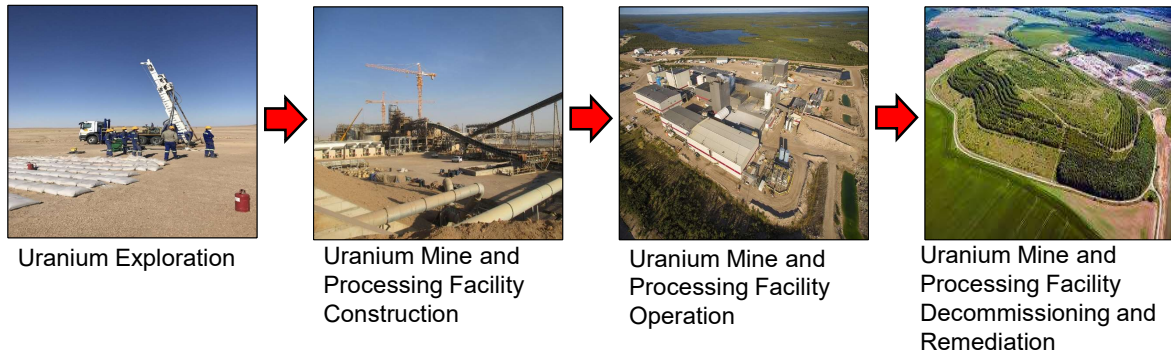 Uranium Exploration
Uranium Mine and
Processing Facility
Construction
Uranium Mine and
Processing Facility
Operation
Uranium Mine and
Processing Facility
Decommissioning and
Remediation